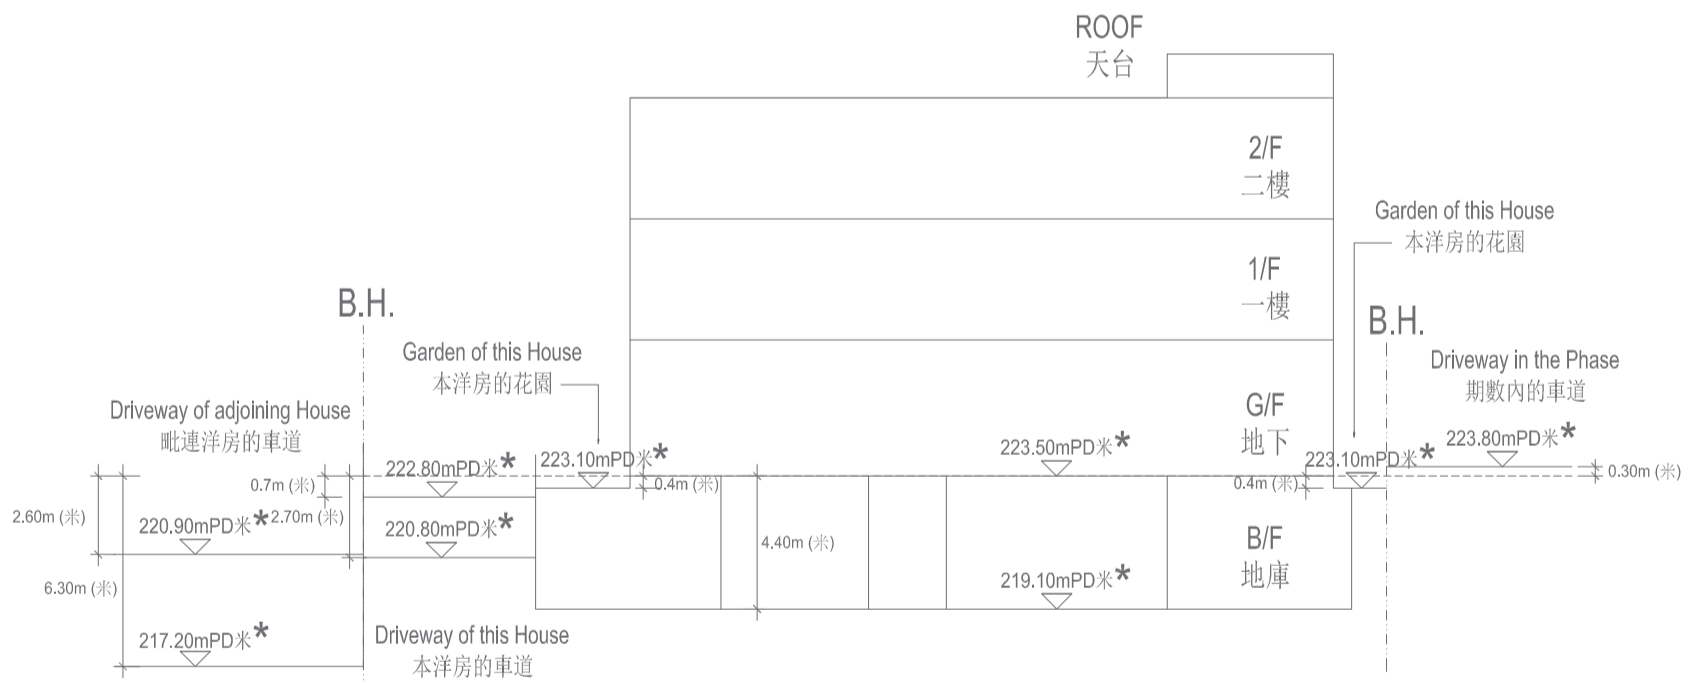 ROOF
天台
2/F
二樓
Garden of this House
本洋房的花園
1/F
一樓
B.H.
B.H.
Garden of this House
本洋房的花園
Driveway in the Phase
期數內的車道
Driveway of adjoining House
毗連洋房的車道
G/F
地下
223.80mPD米*
222.80mPD米*
223.10mPD米*
223.50mPD米*
223.10mPD米*
0.30m (米)
0.7m (米)
0.4m (米)
0.4m (米)
2.60m (米)
220.90mPD米*
2.70m (米)
220.80mPD米*
4.40m (米)
B/F
地庫
219.10mPD米*
6.30m (米)
217.20mPD米*
Driveway of this House
本洋房的車道